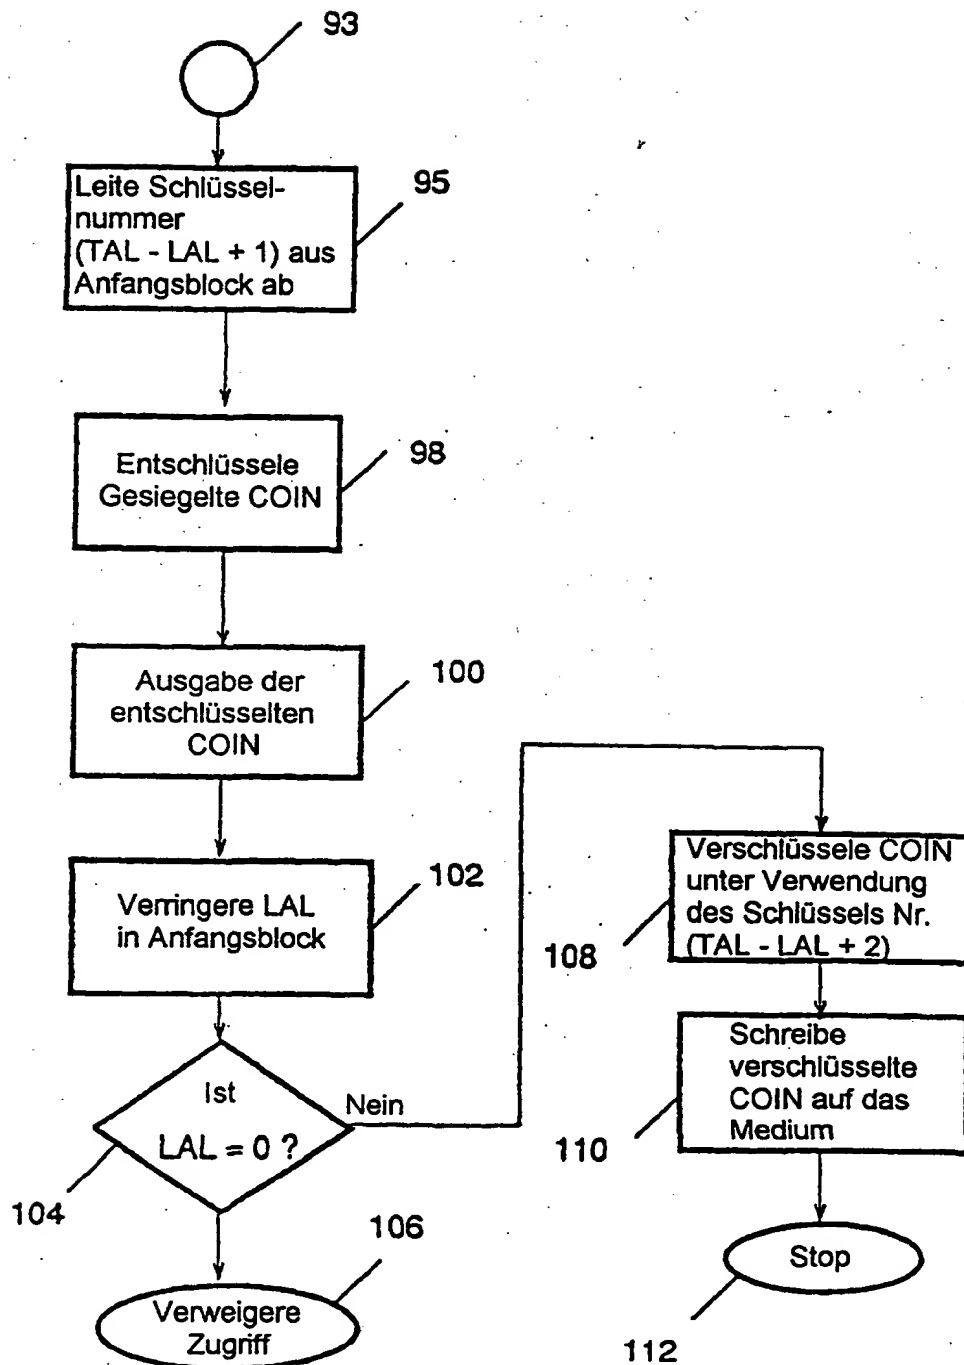 93
Leite Schlüssel-
nummer
(TAL - LAL + 1) aus
Anfangsblock ab
95
Entschlüssele
Gesiegelte COIN
98
Ausgabe der
entschlüsselten
COIN
100
Verringere LAL
in Anfangsblock
102
Ist
LAL = 0 ?
Nein
104
Verweigere
Zugriff
106
Verschlüssele COIN
unter Verwendung
des Schlüssels Nr.
(TAL - LAL + 2)
108
Schreibe
verschlüsselte
COIN auf das
Medium
110
Stop
112